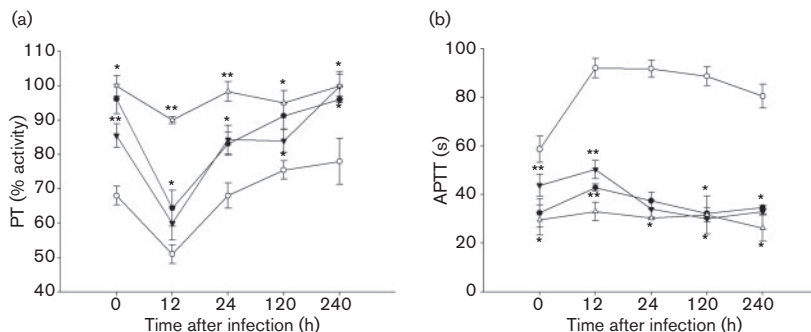 (a)
PT (% activity)
110
100
90
80
70
60
50
40
* ** ** * *
** * *
* * 
0 12 24 120 240
Time after infection (h)
(b)
APTT (s)
100
80
60
40
20
0
** ** * *
**
* * * *
0 12 24 120 240
Time after infection (h)